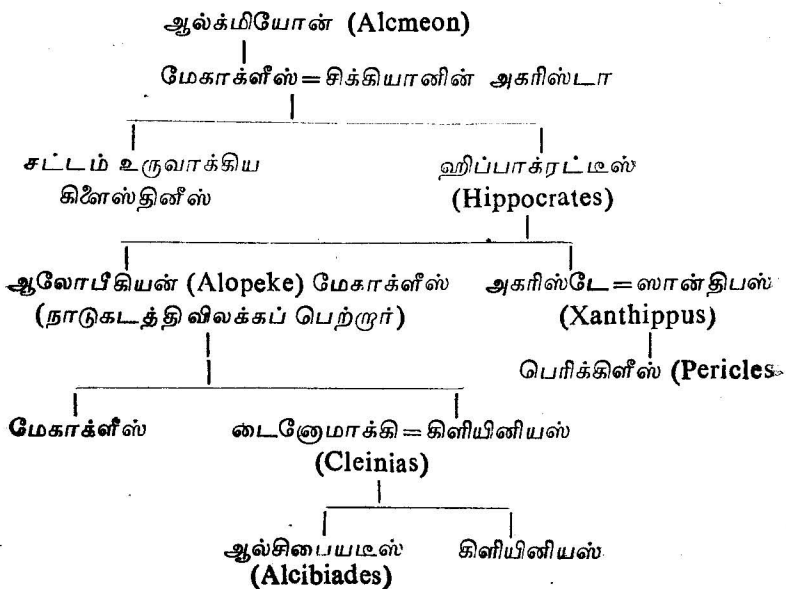 ஆல்க்மியோன் (Alcmeon)
மேகாக்ளீஸ் = சிக்கியானின் அகரிஸ்டா
சட்டம் உருவாக்கிய ஹிப்பாக்ரட்டீஸ்
கிளைஸ்தினீஸ் (Hippocrates)
ஆலோபீகியன் (Alopeke) மேகாக்ளீஸ் அகரிஸ்டே = ஸான்திபஸ்
(நாடுகடத்தி விலக்கப் பெற்றார்) (Xanthippus)
பெரிக்கிளீஸ் (Pericles
மேகாக்ளீஸ் டைனோமாக்கி = கிளியினியஸ்
(Cleinias)
ஆல்சிபையடீஸ் கிளியினியஸ்
(Alcibiades)